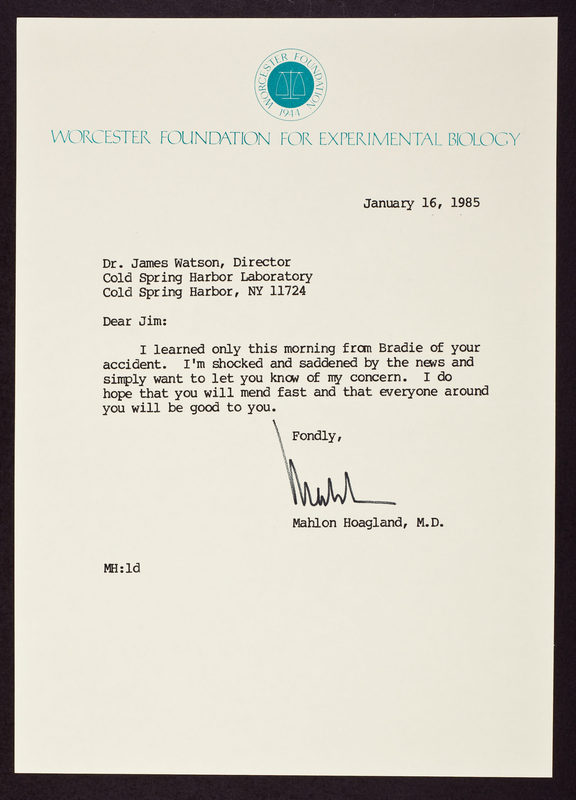 WORCESTER FOUNDATION
1944
WORCESTER FOUNDATION FOR EXPERIMENTAL BIOLOGY
January 16, 1985
Dr. James Watson, Director
Cold Spring Harbor Laboratory
Cold Spring Harbor, NY 11724
Dear Jim:
I learned only this morning from Bradie of your
accident. I'm shocked and saddened by the news and
simply want to let you know of my concern. I do
hope that you will mend fast and that everyone around
you will be good to you.
Fondly,
Mahlon
Mahlon Hoagland, M.D.
MH:ld